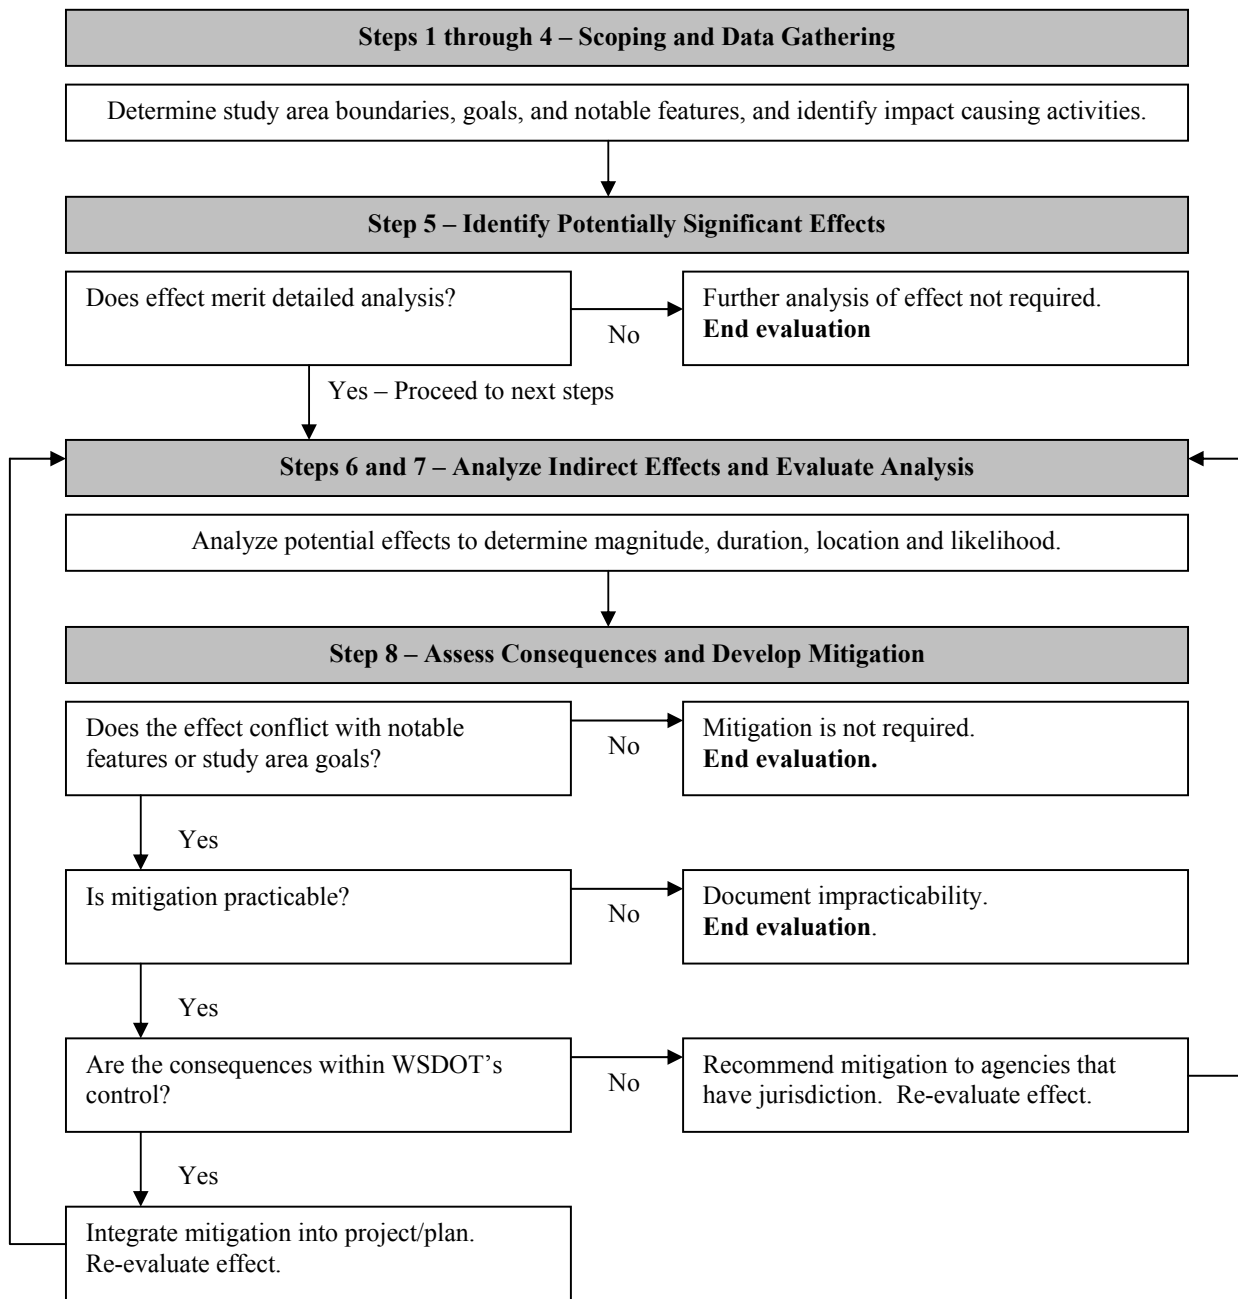 Steps 1 through 4 – Scoping and Data Gathering
Determine study area boundaries, goals, and notable features, and identify impact causing activities.
Step 5 – Identify Potentially Significant Effects
Does effect merit detailed analysis?
No
Further analysis of effect not required.
End evaluation
Yes – Proceed to next steps
Steps 6 and 7 – Analyze Indirect Effects and Evaluate Analysis
Analyze potential effects to determine magnitude, duration, location and likelihood.
Step 8 – Assess Consequences and Develop Mitigation
Does the effect conflict with notable
features or study area goals?
No
Mitigation is not required.
End evaluation.
Yes
Is mitigation practicable?
No
Document impracticability.
End evaluation.
Yes
Are the consequences within WSDOT’s
control?
No
Recommend mitigation to agencies that
have jurisdiction.  Re-evaluate effect.
Yes
Integrate mitigation into project/plan.
Re-evaluate effect.